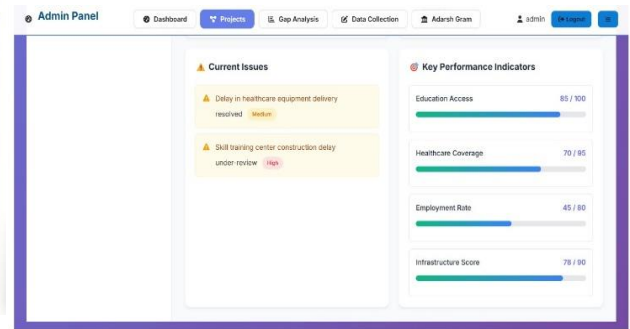 Admin Panel
Dashboard
Projects
Gap Analysis
Data Collection
Adarsh Gram
admin
Logout
Current Issues
Delay in healthcare equipment delivery
resolved Medium
Skill training center construction delay
under-review High
Key Performance Indicators
Education Access 85 / 100
Healthcare Coverage 70 / 95
Employment Rate 45 / 80
Infrastructure Score 78 / 90